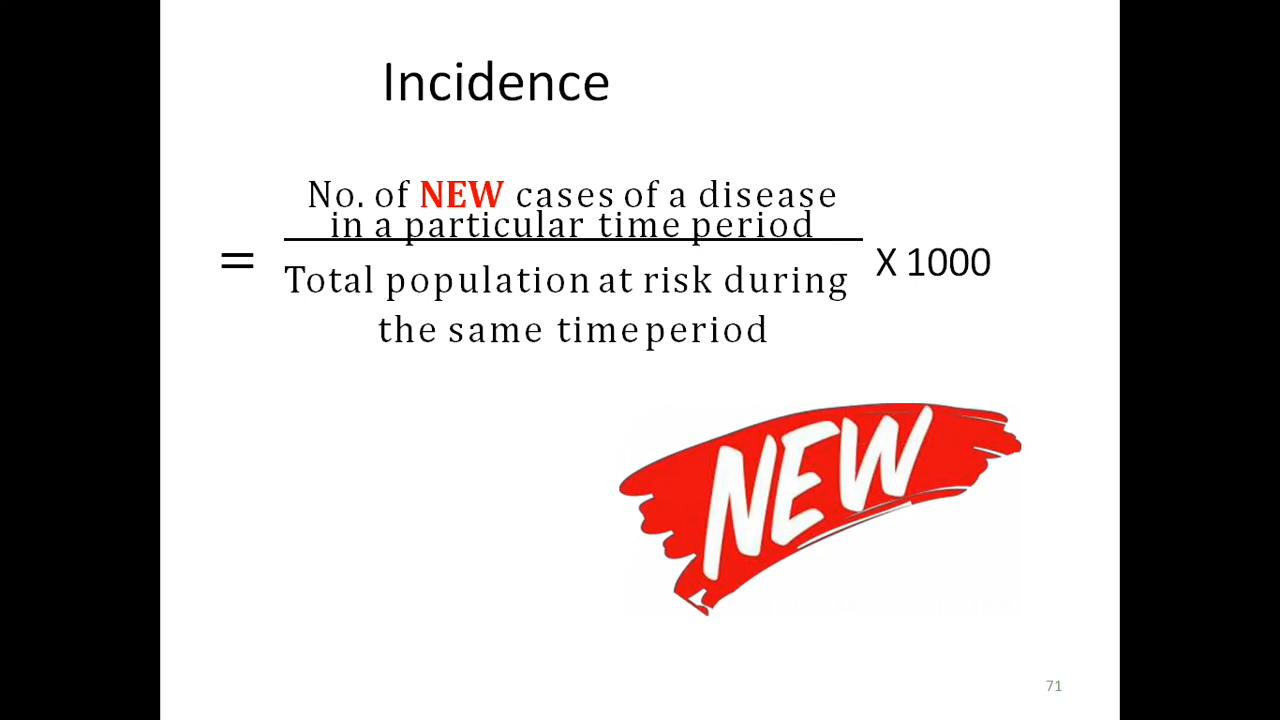 Incidence
No. of NEW cases of a disease
in a particular time period
= X 1000
Total population at risk during
the same time period
NEW
71